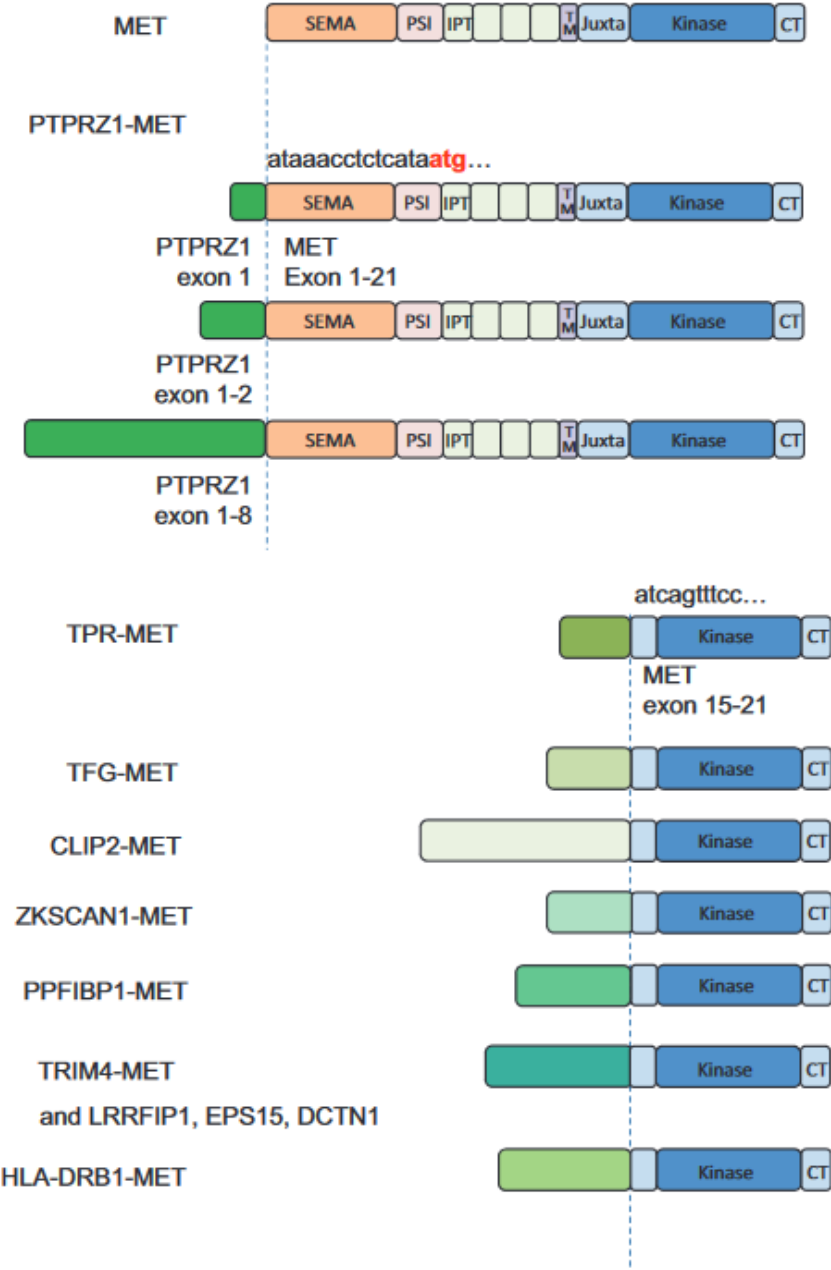 MET SEMA PSI IPT TM Juxta Kinase CT
PTPRZ1-MET
ataaacctctcataatg...
SEMA PSI IPT TM Juxta Kinase CT
PTPRZ1 MET
exon 1 Exon 1-21
SEMA PSI IPT TM Juxta Kinase CT
PTPRZ1
exon 1-2
SEMA PSI IPT TM Juxta Kinase CT
PTPRZ1
exon 1-8
atcagtttcc...
TPR-MET Kinase CT
MET
exon 15-21
TFG-MET Kinase CT
CLIP2-MET Kinase CT
ZKSCAN1-MET Kinase CT
PPFIBP1-MET Kinase CT
TRIM4-MET Kinase CT
and LRRFIP1, EPS15, DCTN1
HLA-DRB1-MET Kinase CT